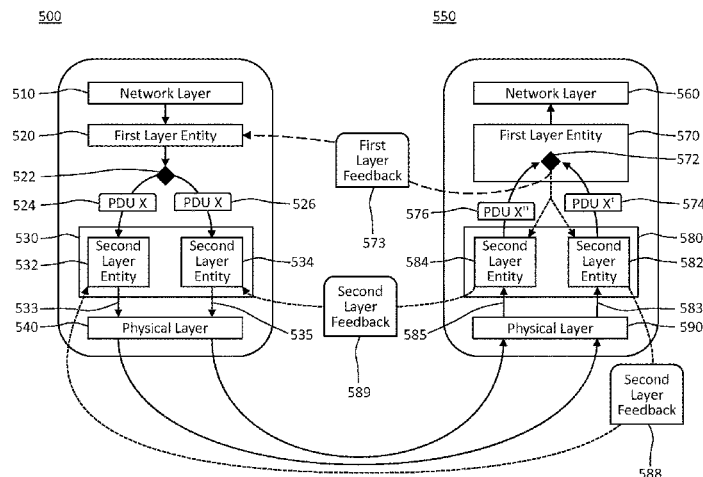 500
550
510
Network Layer
520
First Layer Entity
522
524
PDU X
PDU X
526
530
532
Second
Layer
Entity
Second
Layer
Entity
534
533
535
540
Physical Layer
First
Layer
Feedback
573
Second
Layer
Feedback
589
Network Layer
560
First Layer Entity
570
572
576
PDU X"
PDU X'
574
580
584
Second
Layer
Entity
Second
Layer
Entity
582
585
583
Physical Layer
590
Second
Layer
Feedback
588